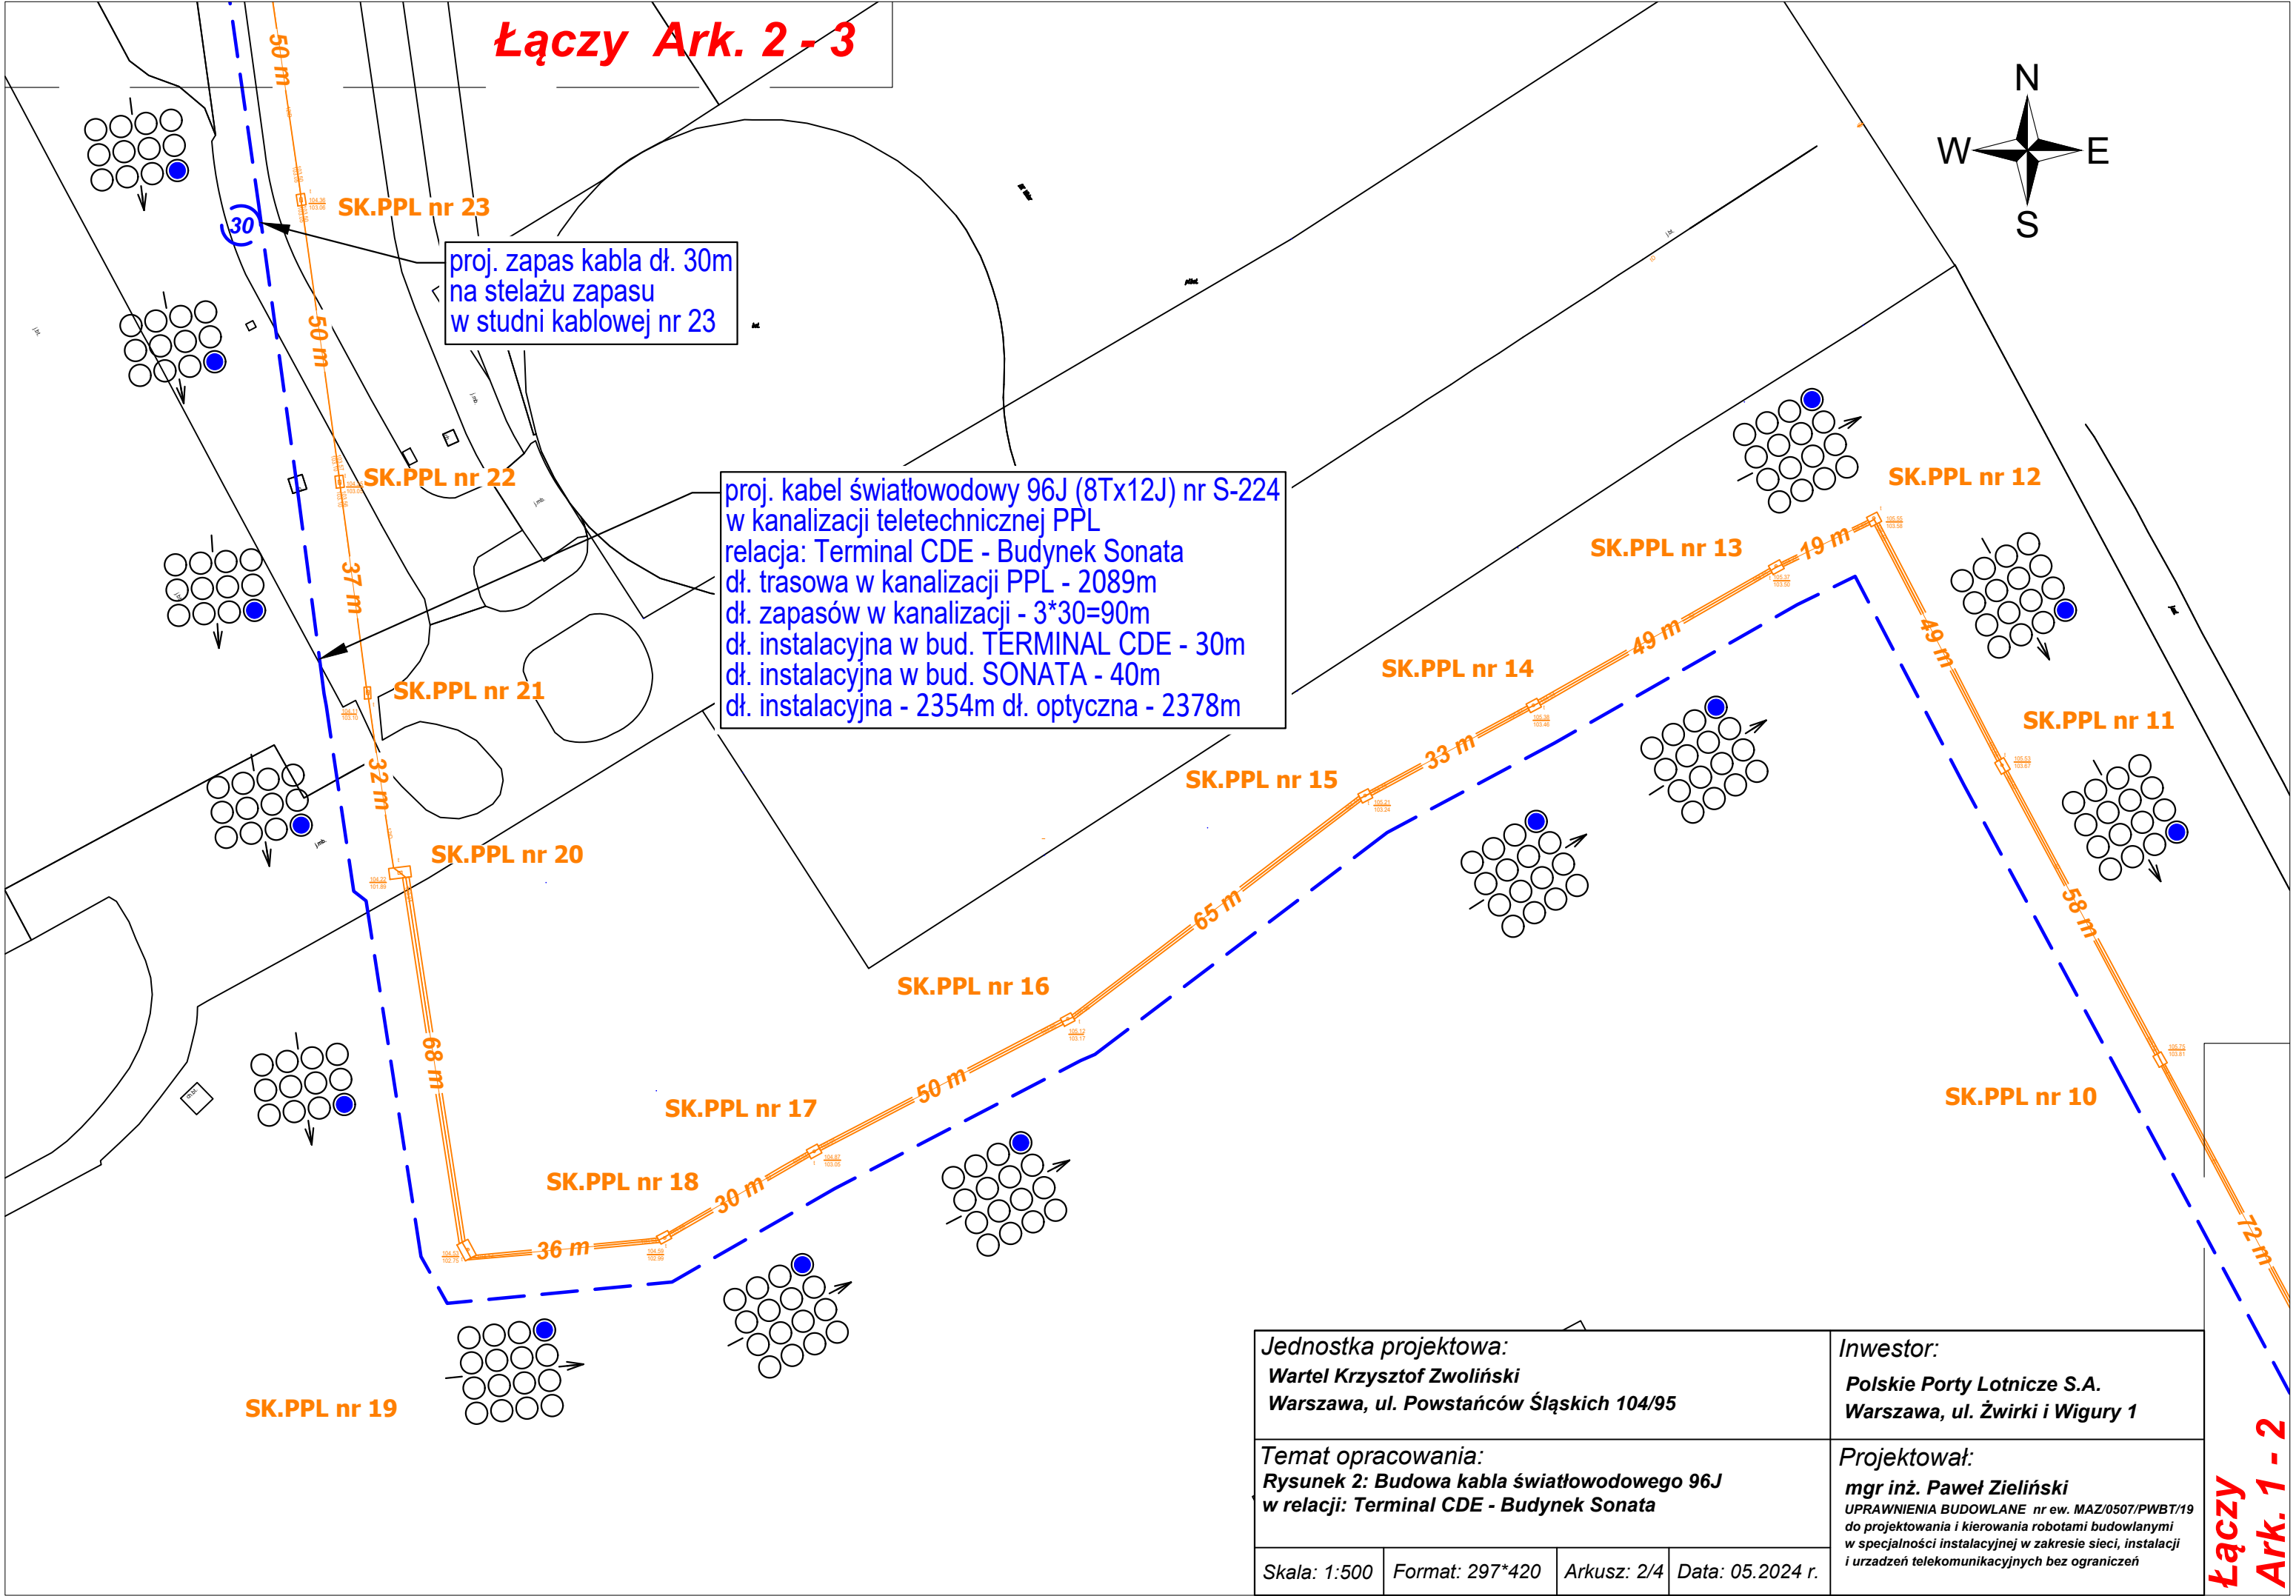 Łączy Ark. 2 - 3
50 m
N
W
E
S
SK.PPL nr 23
30
proj. zapas kabla dł. 30m
na stelażu zapasu
w studni kablowej nr 23
50 m
SK.PPL nr 22
proj. kabel światłowodowy 96J (8Tx12J) nr S-224
w kanalizacji teletechnicznej PPL
relacja: Terminal CDE - Budynek Sonata
dł. trasowa w kanalizacji PPL - 2089m
dł. zapasów w kanalizacji - 3*30=90m
dł. instalacyjna w bud. TERMINAL CDE - 30m
dł. instalacyjna w bud. SONATA - 40m
dł. instalacyjna - 2354m dł. optyczna - 2378m
SK.PPL nr 12
SK.PPL nr 13
19 m
37 m
49 m
49 m
SK.PPL nr 14
SK.PPL nr 21
SK.PPL nr 11
33 m
SK.PPL nr 15
32 m
SK.PPL nr 20
65 m
58 m
SK.PPL nr 16
68 m
50 m
SK.PPL nr 17
SK.PPL nr 10
SK.PPL nr 18
30 m
36 m
72 m
SK.PPL nr 19
Jednostka projektowa:
Wartel Krzysztof Zwoliński
Warszawa, ul. Powstańców Śląskich 104/95
Inwestor:
Polskie Porty Lotnicze S.A.
Warszawa, ul. Żwirki i Wigury 1
Temat opracowania:
Rysunek 2: Budowa kabla światłowodowego 96J
w relacji: Terminal CDE - Budynek Sonata
Projektował:
mgr inż. Paweł Zieliński
UPRAWNIENIA BUDOWLANE nr ew. MAZ/0507/PWBT/19
do projektowania i kierowania robotami budowlanymi
w specjalności instalacyjnej w zakresie sieci, instalacji
i urzadzeń telekomunikacyjnych bez ograniczeń
Skala: 1:500
Format: 297*420
Arkusz: 2/4
Data: 05.2024 r.
Łączy
Ark. 1 - 2